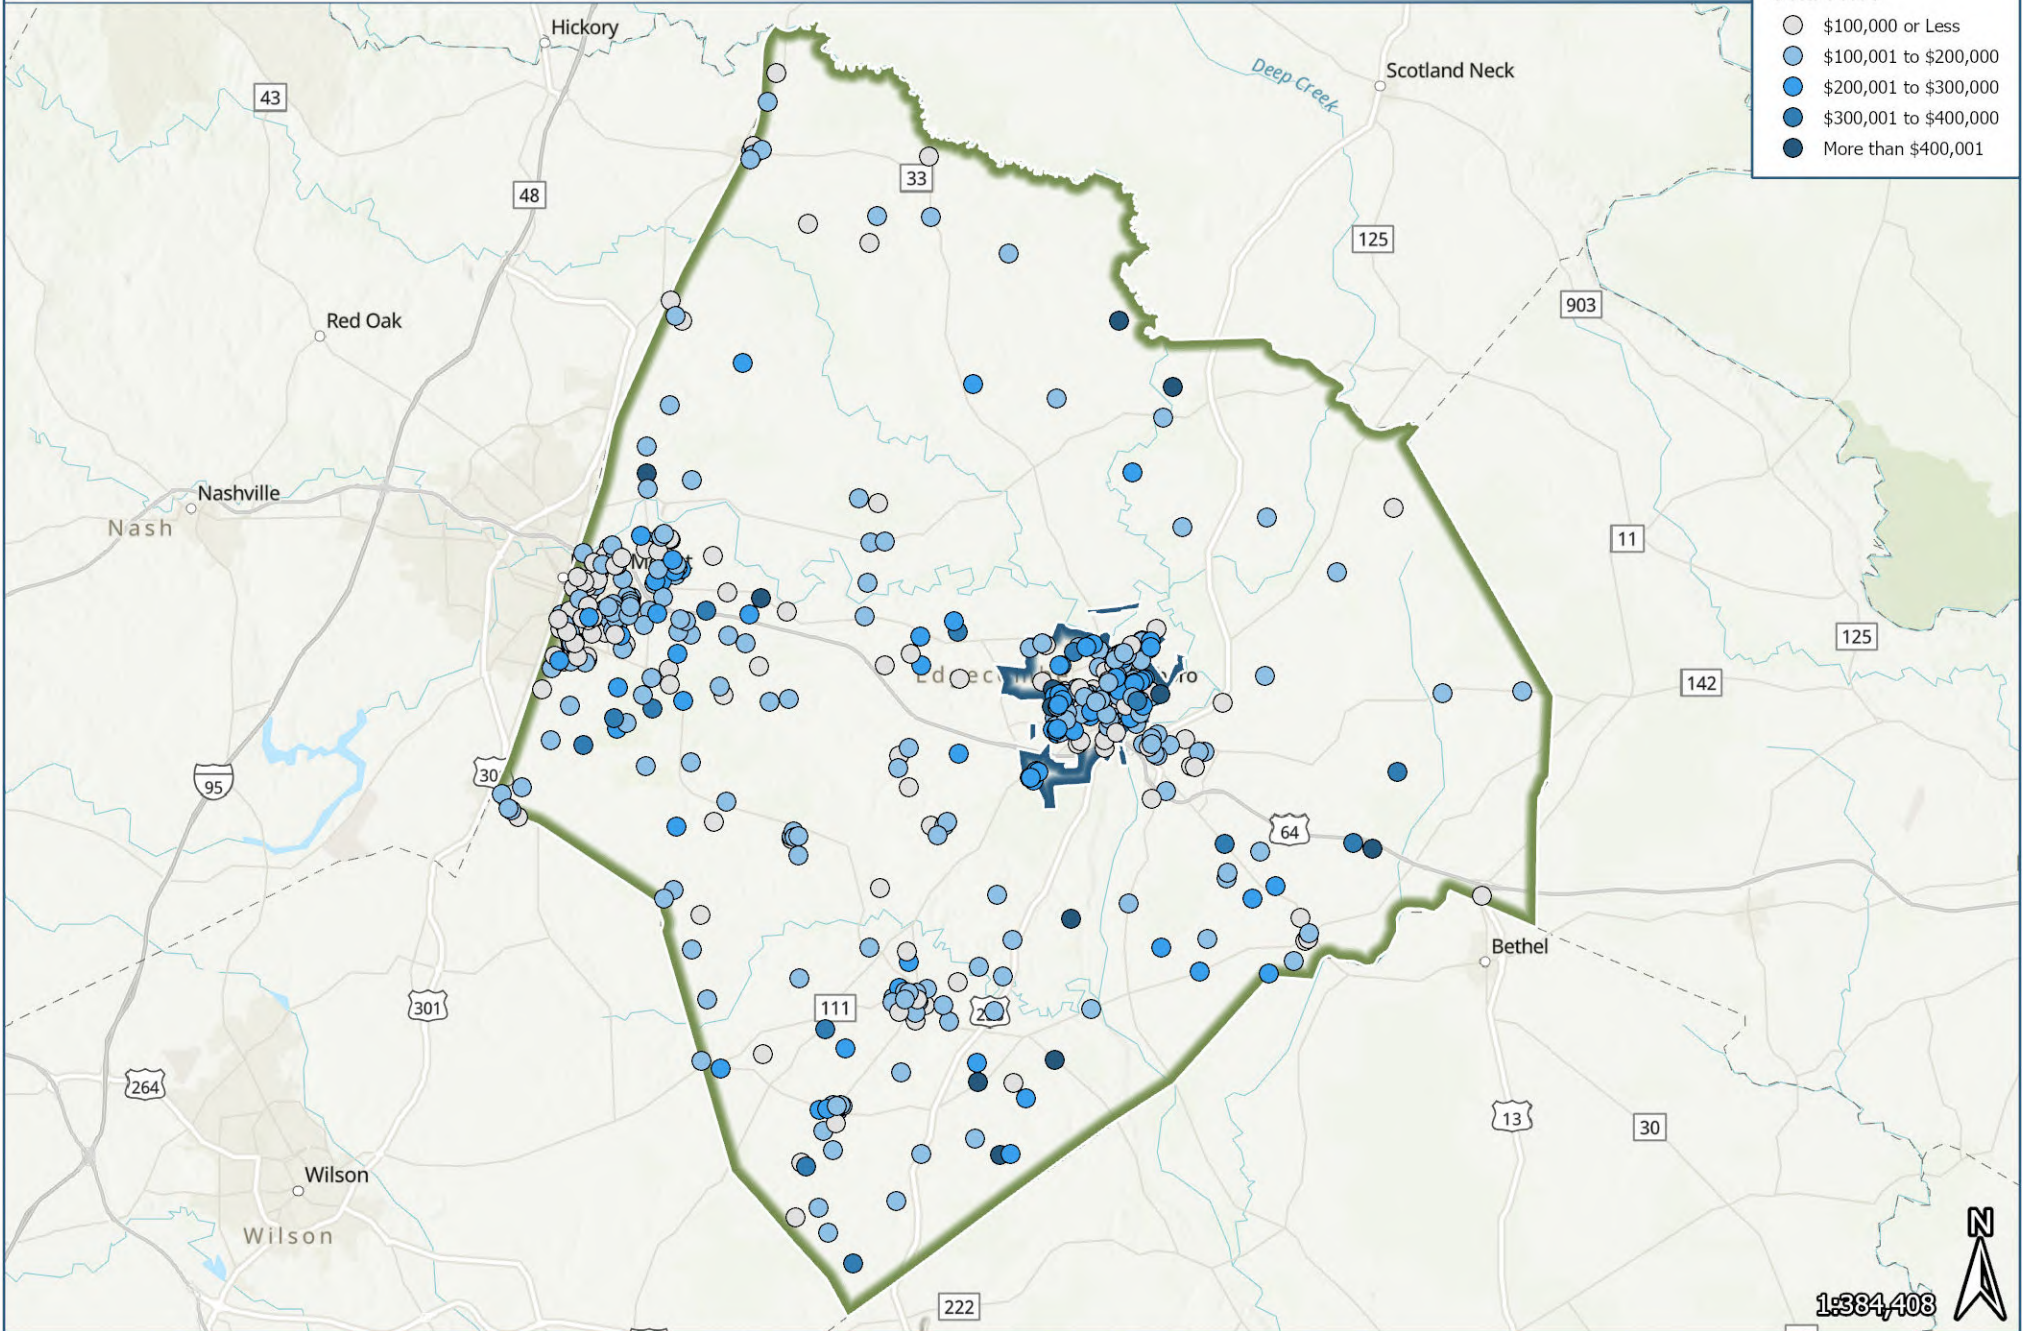 $100,000 or Less
$100,001 to $200,000
$200,001 to $300,000
$300,001 to $400,000
More than $400,001
Hickory
Scotland Neck
Deep Creek
43
33
48
125
903
Red Oak
Nashville
Nash
11
125
142
95
64
Bethel
301
111
264
13
30
Wilson
Wilson
222
N
1:384,408